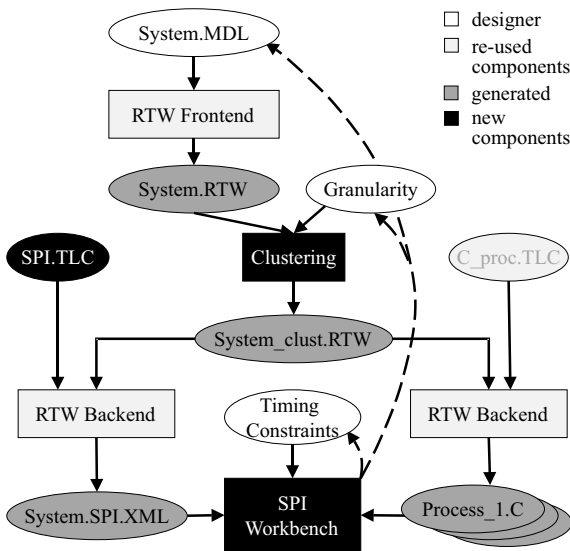 System.MDL
designer
re-used
components
generated
new
components
RTW Frontend
System.RTW
Granularity
SPI.TLC
Clustering
C_proc.TLC
System_clust.RTW
RTW Backend
Timing
Constraints
RTW Backend
System.SPI.XML
SPI
Workbench
Process_1.C